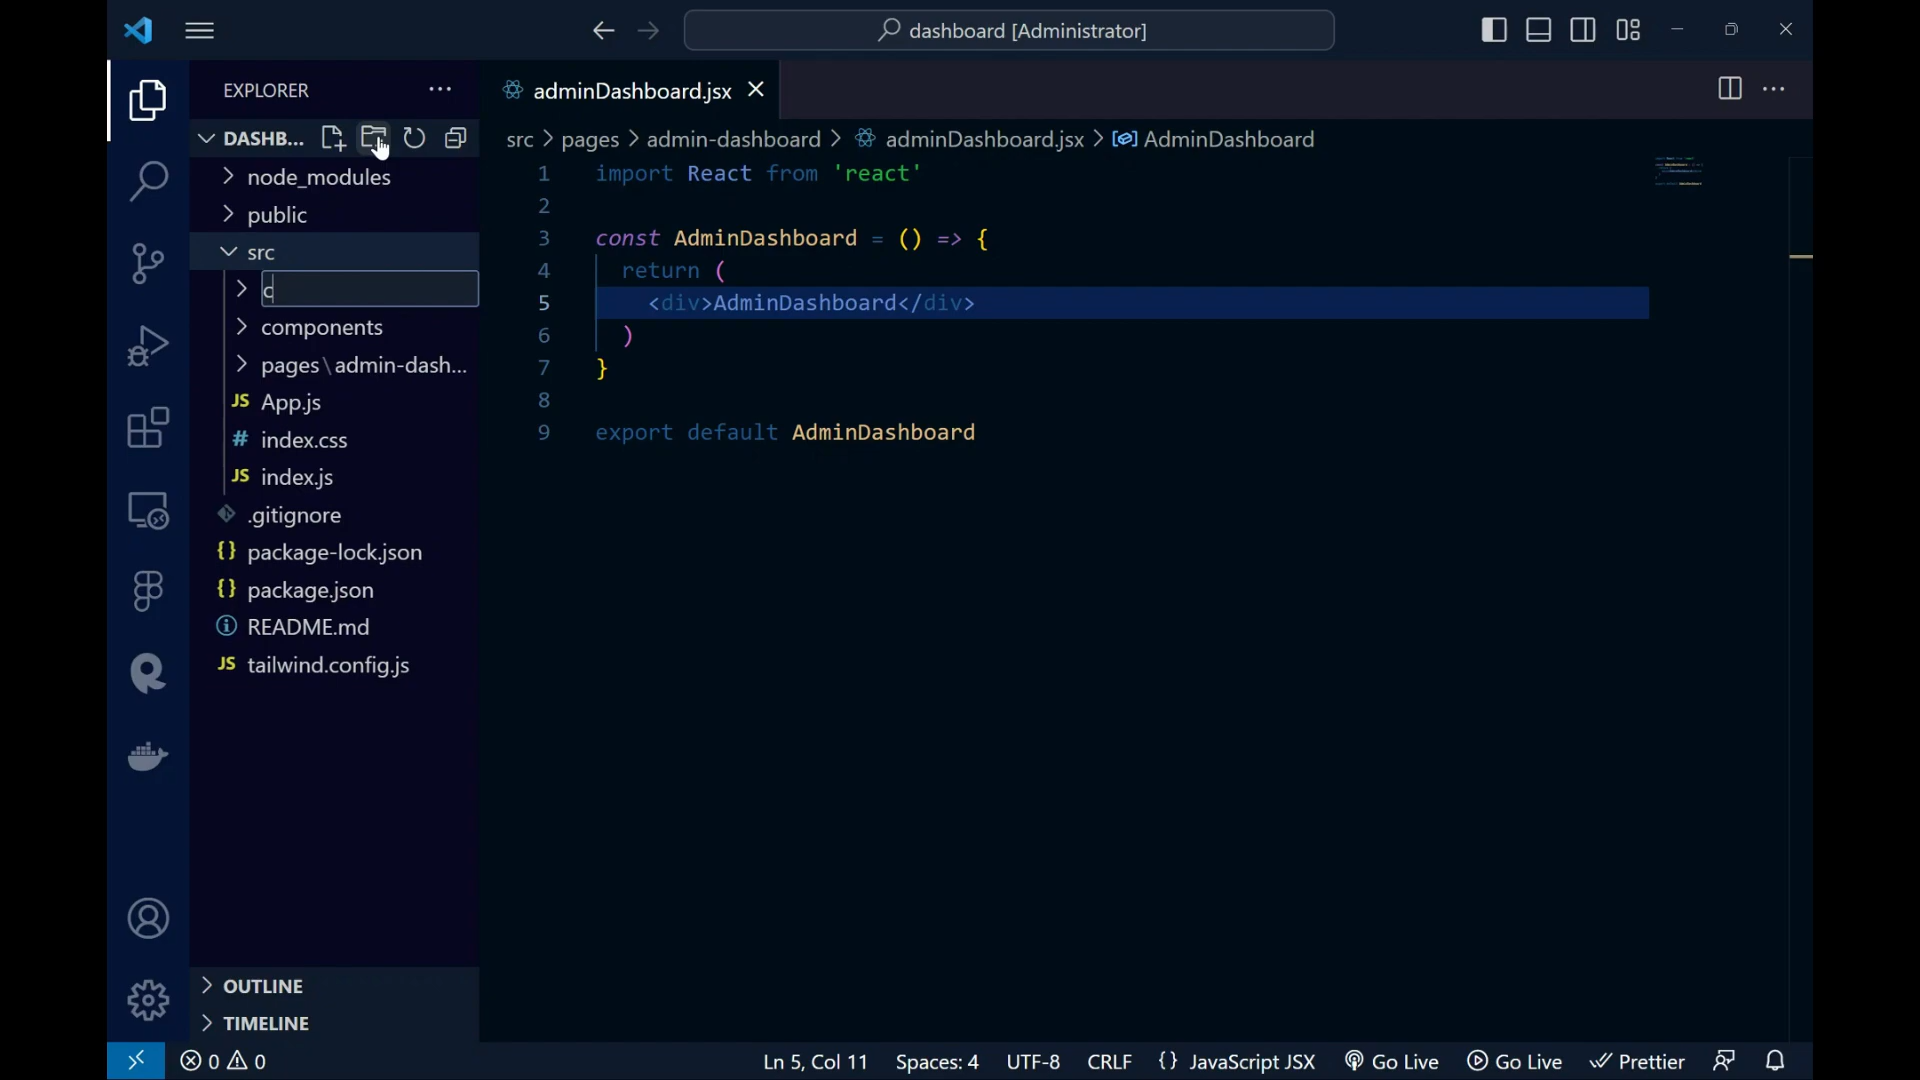 dashboard [Administrator]
EXPLORER
adminDashboard.jsx
DASHB...
src > pages > admin-dashboard > adminDashboard.jsx > AdminDashboard
node_modules
public
src
c
components
pages\admin-dash...
JS App.js
# index.css
JS index.js
.gitignore
{} package-lock.json
{} package.json
README.md
JS tailwind.config.js
1 import React from 'react'
2
3 const AdminDashboard = () => {
4 return (
5 <div>AdminDashboard</div>
6 )
7 }
8
9 export default AdminDashboard
OUTLINE
TIMELINE
0 0 Ln 5, Col 11 Spaces: 4 UTF-8 CRLF {} JavaScript JSX Go Live Go Live Prettier